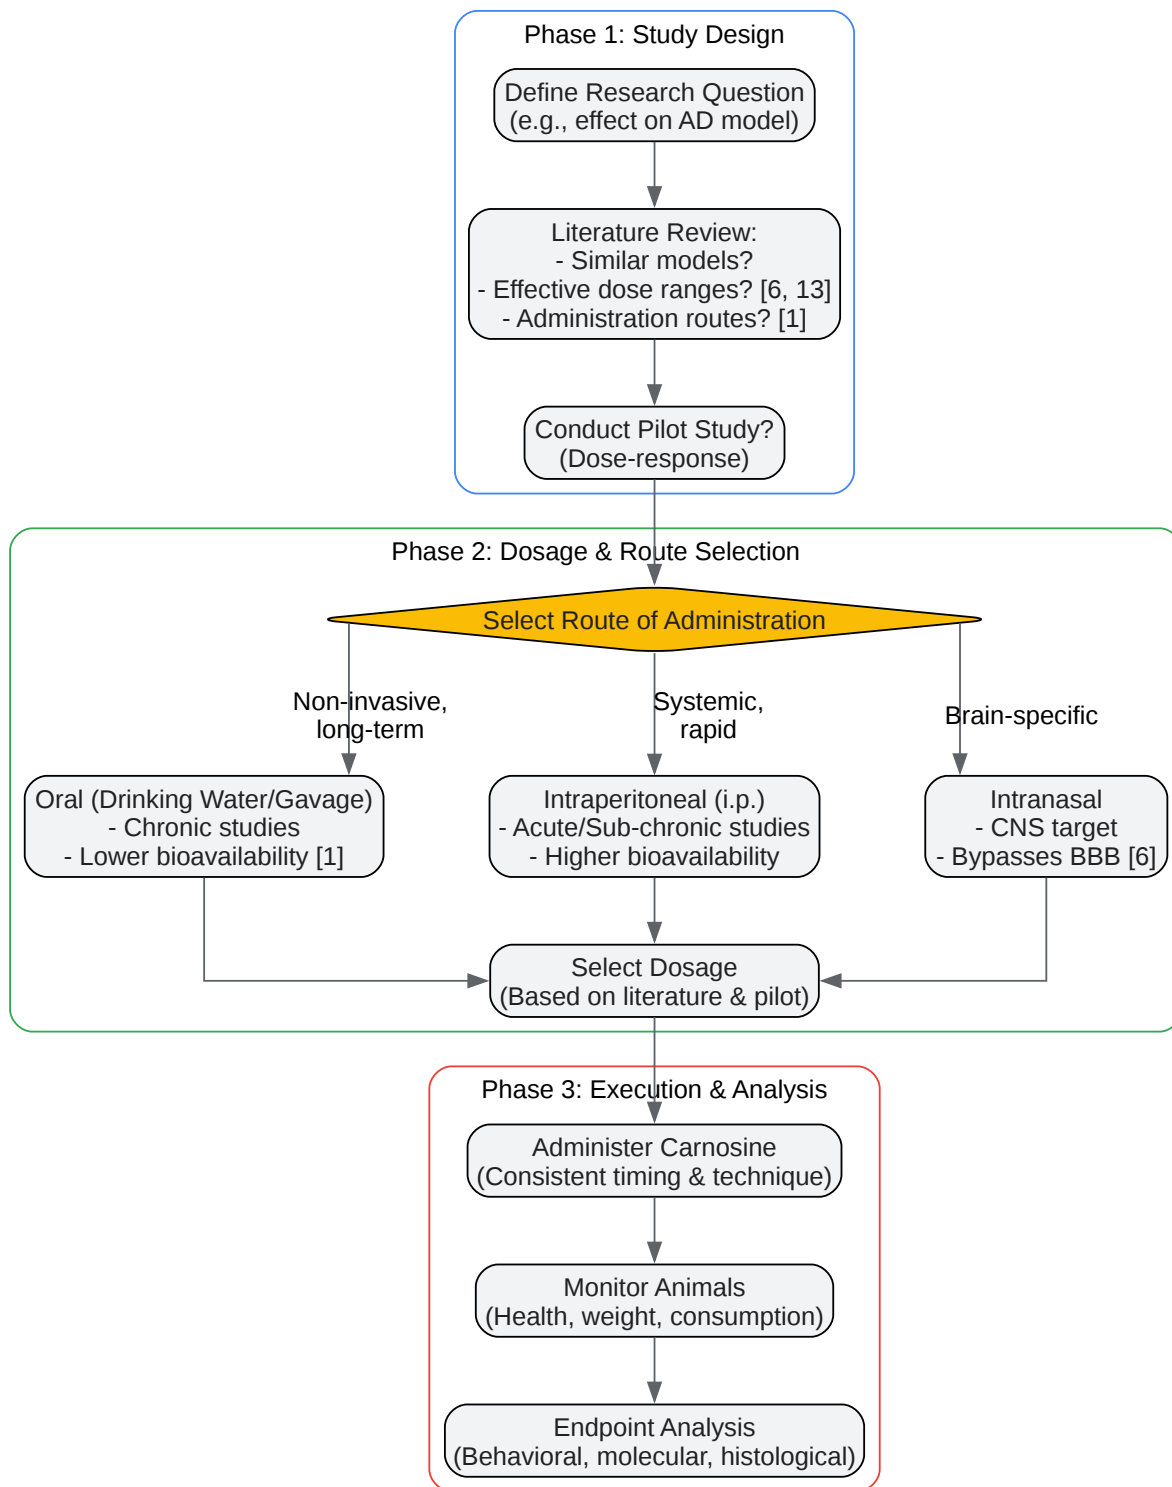 Phase 1: Study Design
Define Research Question
(e.g., effect on AD model)
Literature Review:
- Similar models?
- Effective dose ranges? [6, 13]
- Administration routes? [1]
Conduct Pilot Study?
(Dose-response)
Phase 2: Dosage & Route Selection
Select Route of Administration
Non-invasive,
long-term
Systemic,
rapid
Brain-specific
Oral (Drinking Water/Gavage)
- Chronic studies
- Lower bioavailability [1]
Intraperitoneal (i.p.)
- Acute/Sub-chronic studies
- Higher bioavailability
Intranasal
- CNS target
- Bypasses BBB [6]
Select Dosage
(Based on literature & pilot)
Phase 3: Execution & Analysis
Administer Carnosine
(Consistent timing & technique)
Monitor Animals
(Health, weight, consumption)
Endpoint Analysis
(Behavioral, molecular, histological)